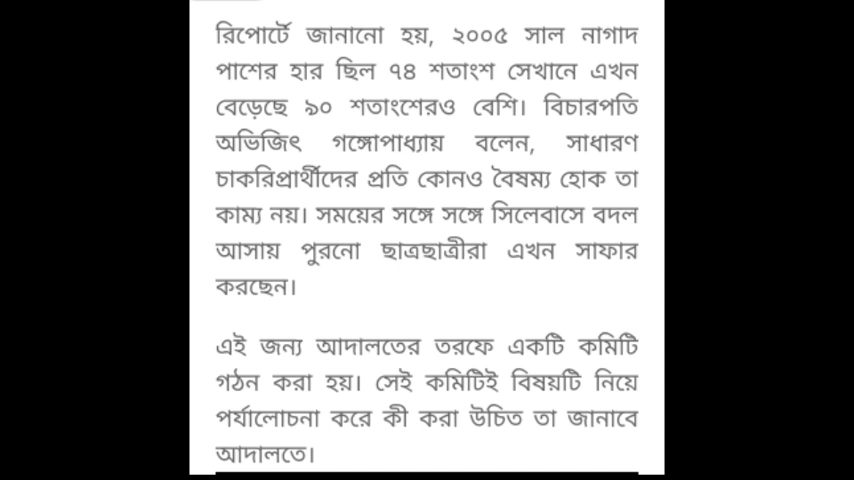 রিপোর্টে জানানো হয়, ২০০৫ সাল নাগাদ
পাশের হার ছিল ৭৪ শতাংশ সেখানে এখন
বেড়েছে ৯০ শতাংশেরও বেশি। বিচারপতি
অভিজিৎ গঙ্গোপাধ্যায় বলেন, সাধারণ
চাকরিপ্রার্থীদের প্রতি কোনও বৈষম্য হোক তা
কাম্য নয়। সময়ের সঙ্গে সঙ্গে সিলেবাসে বদল
আসায় পুরনো ছাত্রছাত্রীরা এখন সাফার
করছেন।
এই জন্য আদালতের তরফে একটি কমিটি
গঠন করা হয়। সেই কমিটিই বিষয়টি নিয়ে
পর্যালোচনা করে কী করা উচিত তা জানাবে
আদালতে।